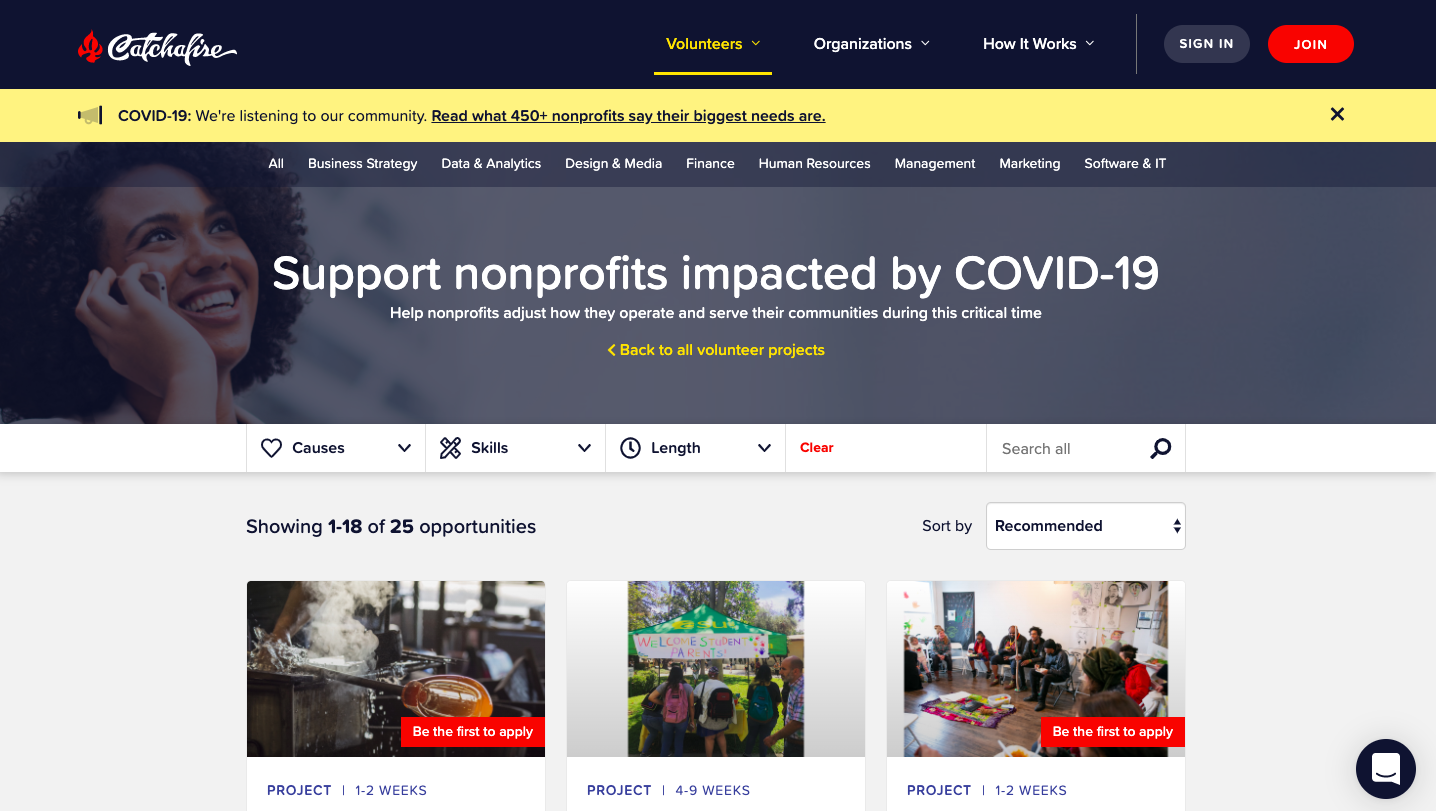 Catchafire
Volunteers
Organizations
How It Works
SIGN IN
JOIN
COVID-19: We're listening to our community. Read what 450+ nonprofits say their biggest needs are.
All
Business Strategy
Data & Analytics
Design & Media
Finance
Human Resources
Management
Marketing
Software & IT
Support nonprofits impacted by COVID-19
Help nonprofits adjust how they operate and serve their communities during this critical time
Back to all volunteer projects
Causes
Skills
Length
Clear
Search all
Showing 1-18 of 25 opportunities
Sort by
Recommended
WELCOME STUDENT
PARENTS!
Be the first to apply
Be the first to apply
PROJECT | 1-2 WEEKS
PROJECT | 4-9 WEEKS
PROJECT | 1-2 WEEKS